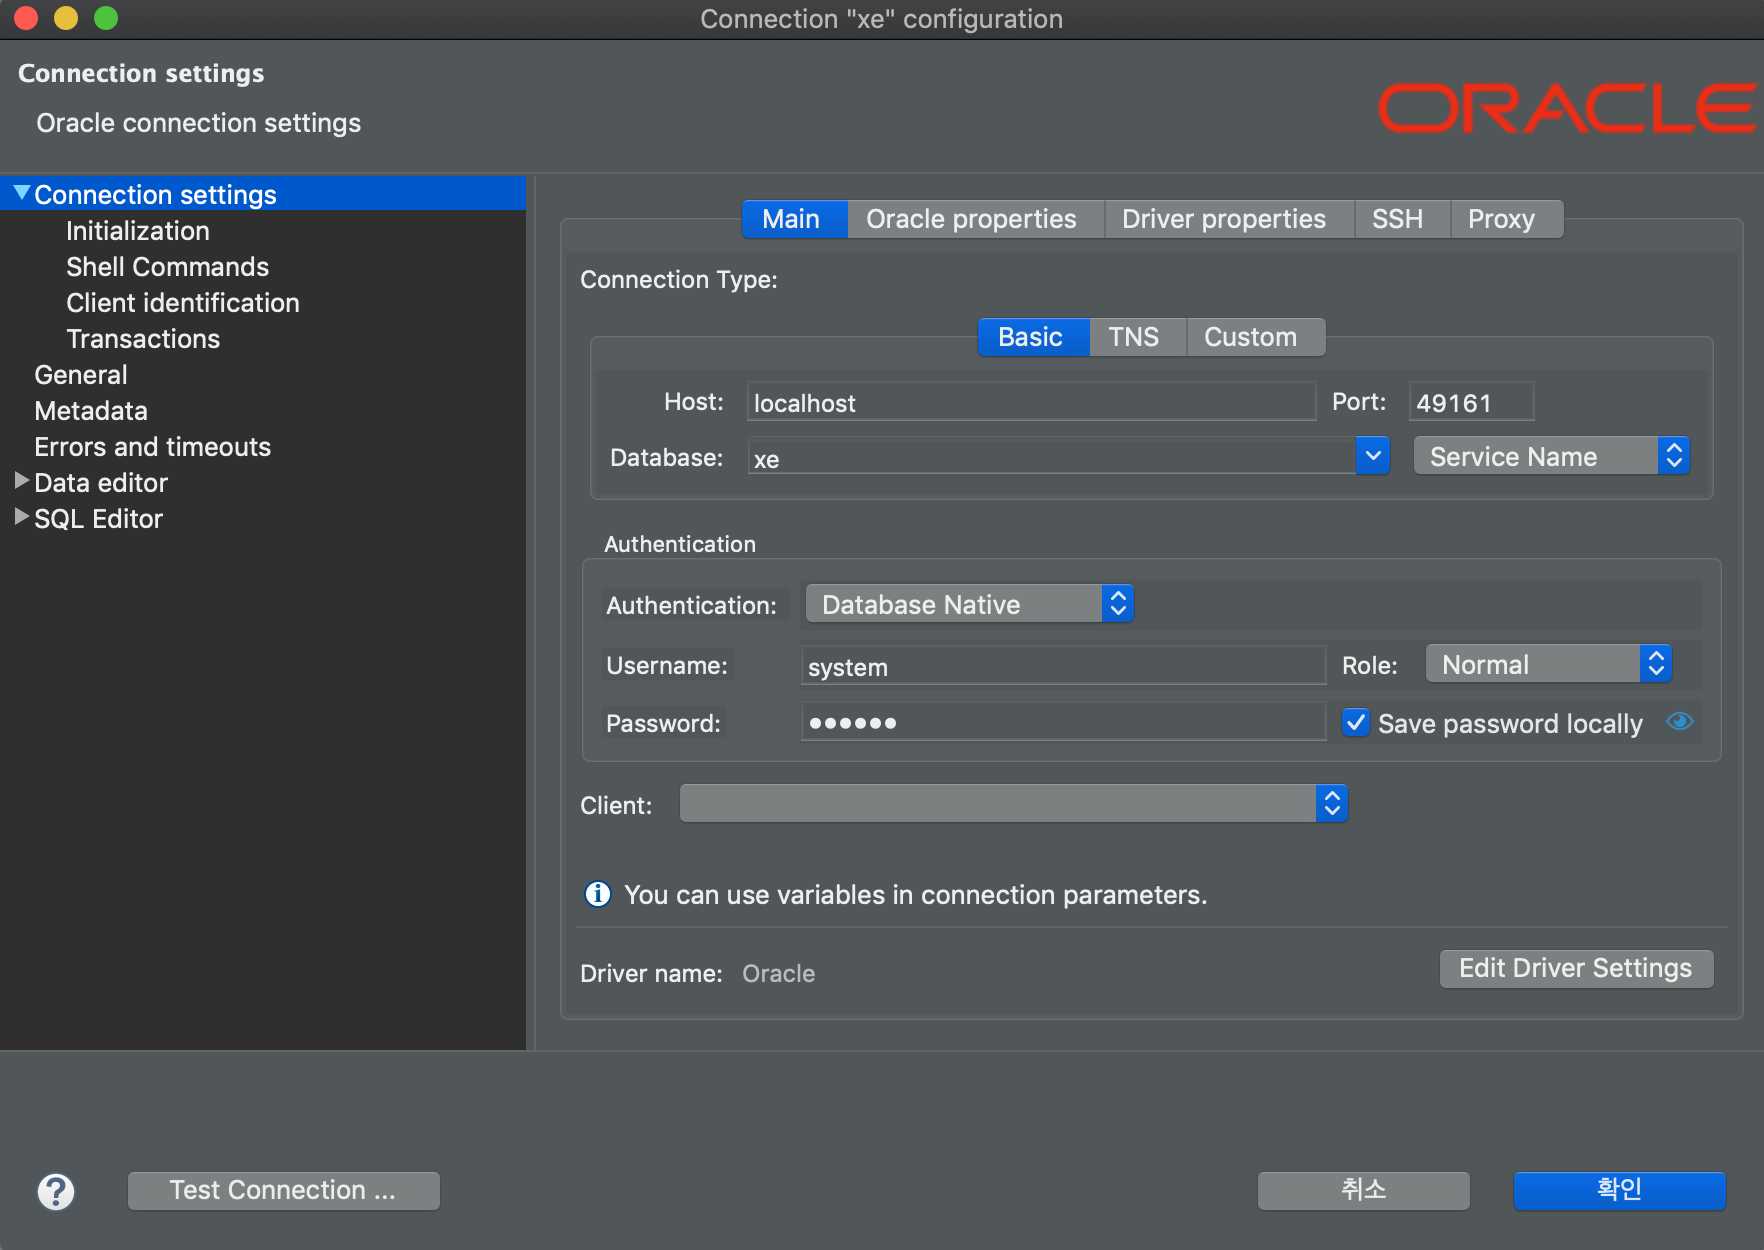 Connection "xe" configuration
Connection settings
Oracle connection settings
ORACLE
Connection settings
Initialization
Shell Commands
Client identification
Transactions
General
Metadata
Errors and timeouts
Data editor
SQL Editor
Main Oracle properties Driver properties SSH Proxy
Connection Type:
Basic TNS Custom
Host: localhost Port: 49161
Database: xe Service Name
Authentication
Authentication: Database Native
Username: system Role: Normal
Password: •••••• Save password locally
Client:
You can use variables in connection parameters.
Driver name: Oracle Edit Driver Settings
Test Connection ... 취소 확인